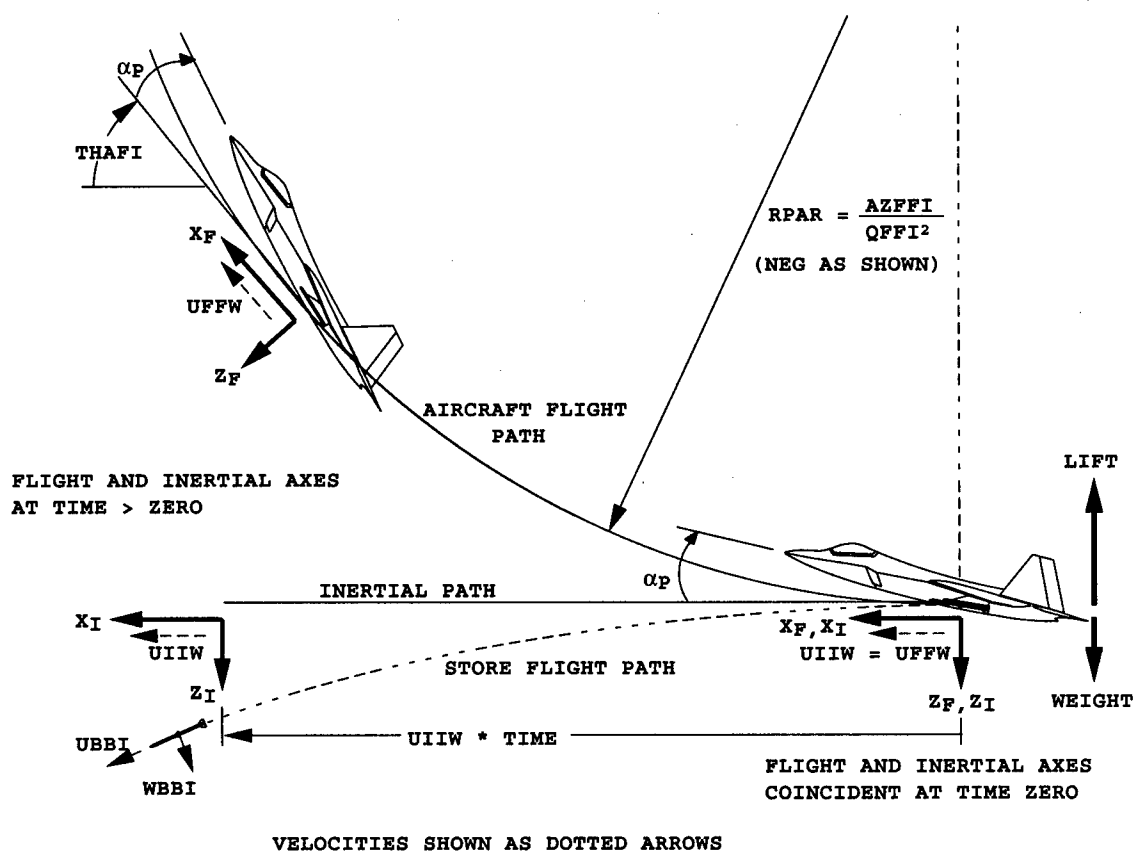 αP
THAFI
XF
UFFW
ZF
RPAR = AZFFI
QFFI²
(NEG AS SHOWN)
AIRCRAFT FLIGHT
PATH
LIFT
FLIGHT AND INERTIAL AXES
AT TIME > ZERO
αP
INERTIAL PATH
XI
UIIW
ZI
XF,XI
UIIW = UFFW
STORE FLIGHT PATH
ZF,ZI
WEIGHT
UBBI
WBBI
UIIW * TIME
FLIGHT AND INERTIAL AXES
COINCIDENT AT TIME ZERO
VELOCITIES SHOWN AS DOTTED ARROWS